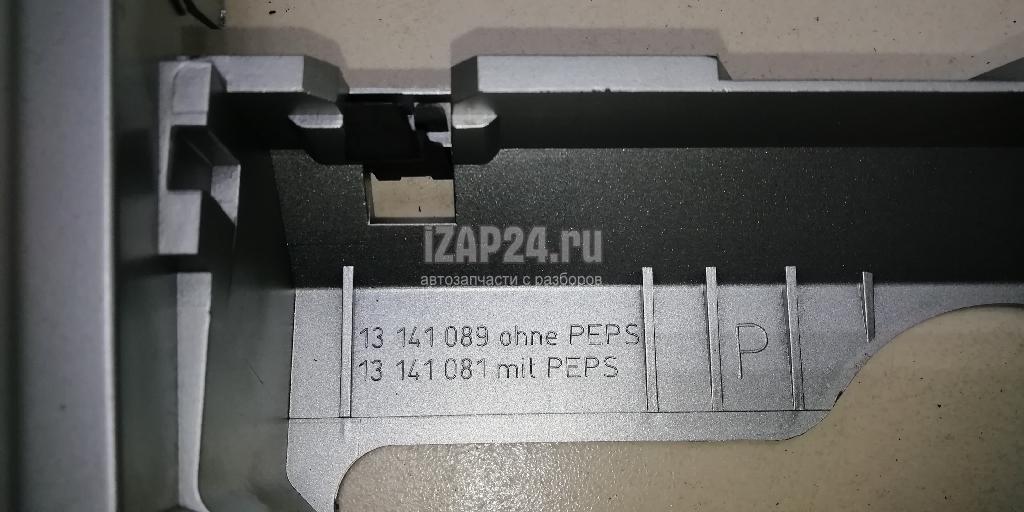 iZAP24.ru
автозапчасти с разборов
13 141 089 ohne PEPS
13 141 081 mit PEPS
P